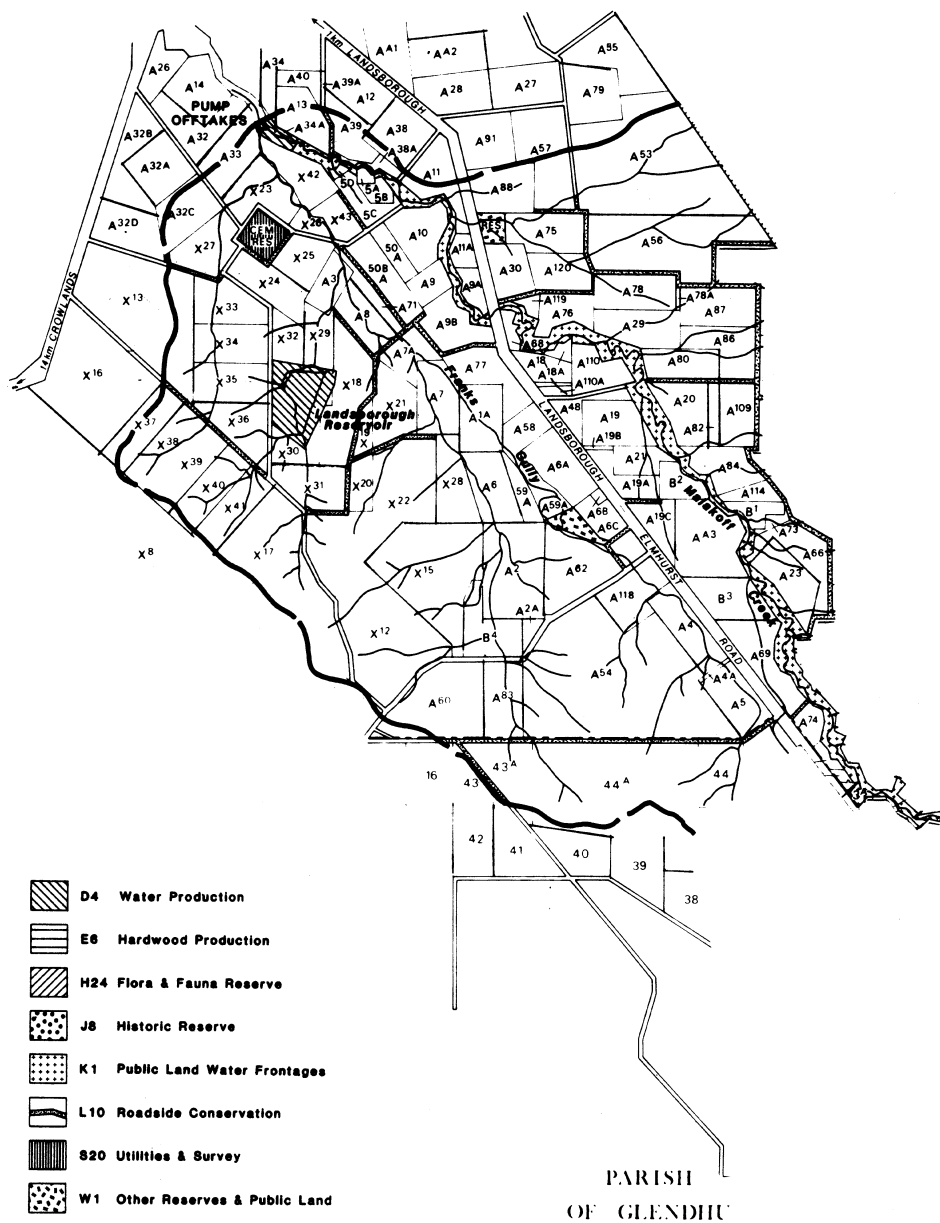 A34
1km LANDSBOROUGH
AA1
AA2
A55
A26
A14
A40
A39A
A12
A28
A27
A79
PUMP
OFFTAKES
A13
A32B
A32
A34A
A39
A38
A91
A57
A53
A32A
A33
A38A
A11
X42
5D
5A
5B
A88
X23
A32C
A32D
CEM
RES
X26
X43
5C
A10
RES
A75
A56
X27
X25
50
A
A11A
X24
A3
50B
A
A9
A9A
A30
A120
X13
A71
A119
A78
A78A
X33
A8
A9B
A76
A29
A87
14km CROWLANDS
X34
X32
X29
A7A
A68
A86
A18
A110
A80
X16
X35
X18
Franks
A77
A18A
A110A
A7
Landsborough
Reservoir
X21
A1A
A48
A19
A20
A109
X37
X36
A58
LANDSBOROUGH
A19B
A82
X38
X30
Gully
A6A
A21
A84
X39
B2
Malakoff
X40
X31
X20
X28
A6
59
A
A59A
A19A
A114
X41
X22
A6B
A6C
A19C
B1
A73
X8
X17
ELMHURST
A A3
A66
X15
A2
A62
A23
A118
B3
Creek
A2A
A4
X12
B4
ROAD
A69
A54
A4A
A60
A83
A5
A74
16
43A
43
44A
44
42
41
40
39
38
D4 Water Production
E6 Hardwood Production
H24 Flora & Fauna Reserve
J8 Historic Reserve
K1 Public Land Water Frontages
L10 Roadside Conservation
S20 Utilities & Survey
W1 Other Reserves & Public Land
PARISH
OF GLENDHU